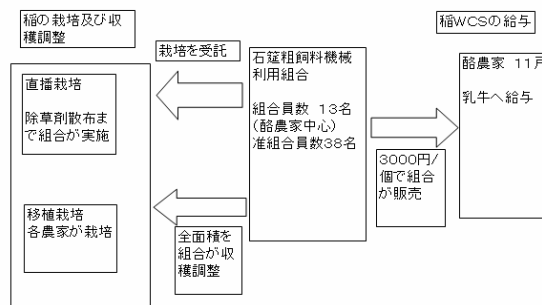 稲の栽培及び収
穫調整
直播栽培
除草剤散布ま
で組合が実施
移植栽培
各農家が栽培
栽培を受託
全面積を
組合が収
穫調整
石筵粗飼料機械
利用組合
組合員数 13名
(酪農家中心)
准組合員数38名
3000円/
個で組合
が販売
稲WCSの給与
酪農家 11戸
乳牛へ給与